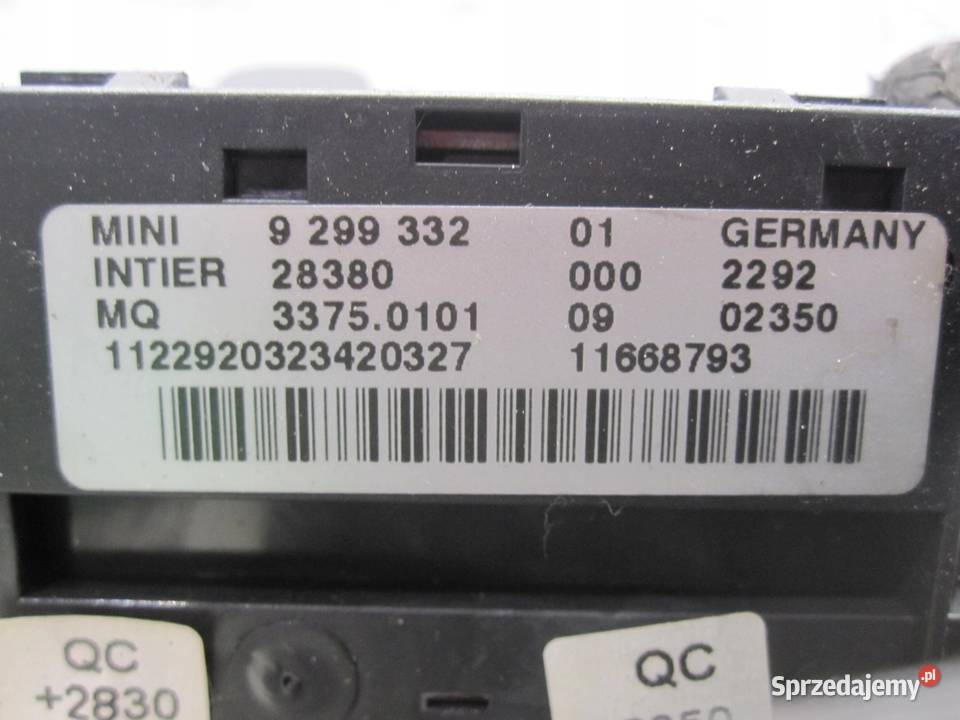 MINI 9 299 332 01 GERMANY
INTIER 28380 000 2292
MQ 3375.0101 09 02350
1122920323420327 11668793
QC
+2830
QC
Sprzedajemy.pl